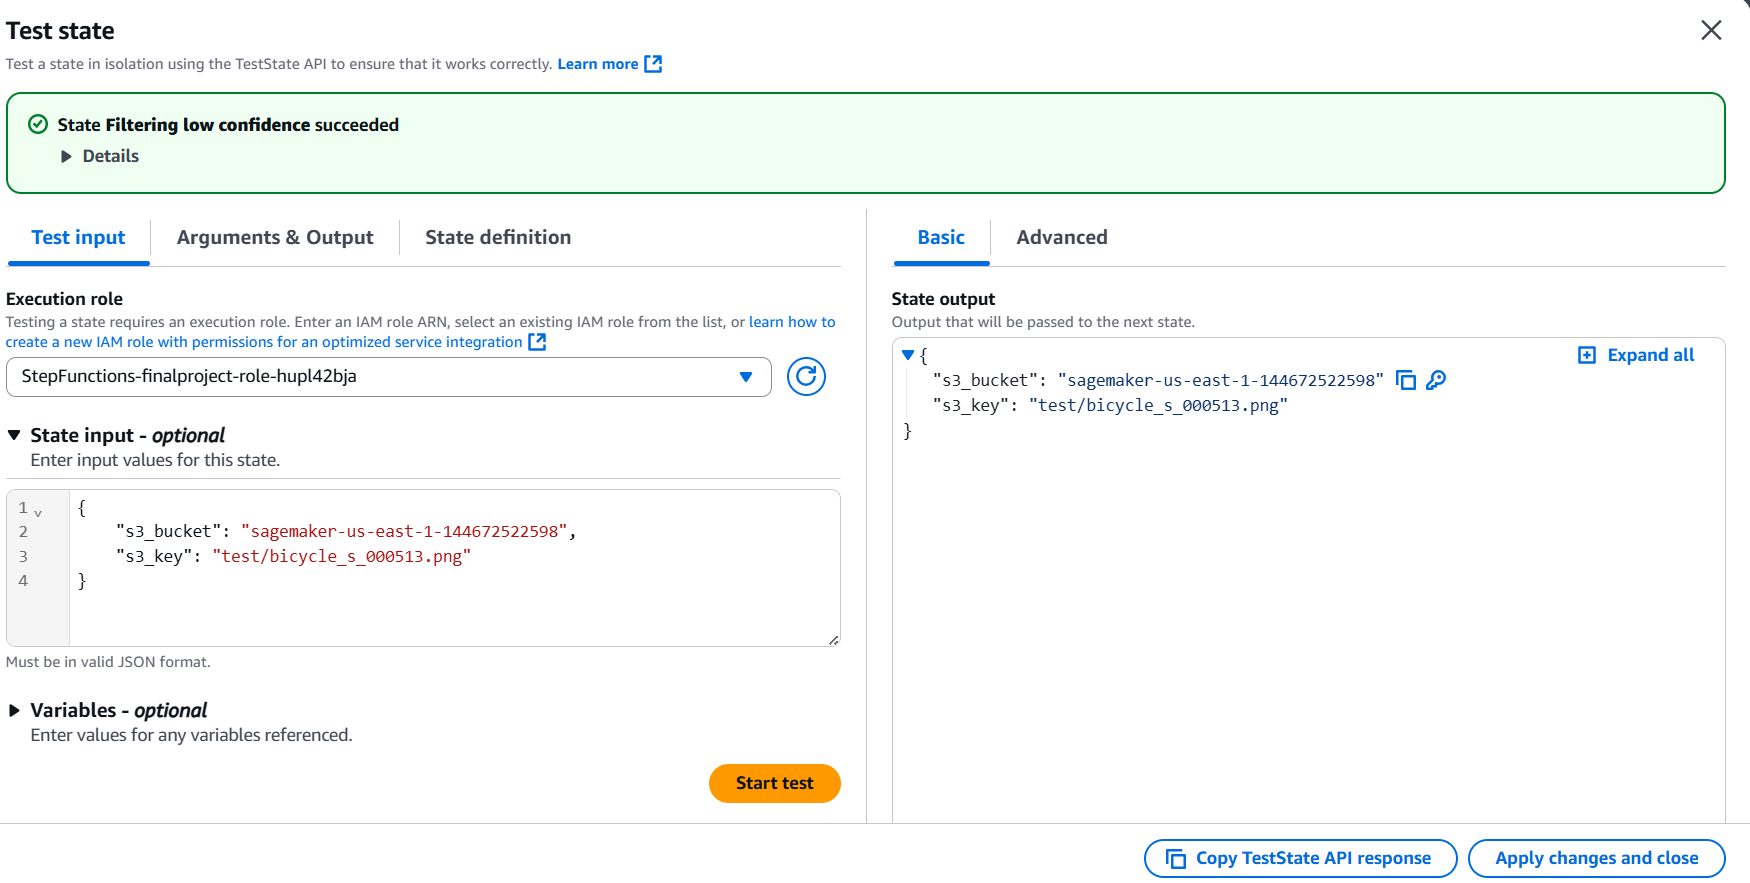 Test state
Test a state in isolation using the TestState API to ensure that it works correctly. Learn more
State Filtering low confidence succeeded
Details
Test input
Arguments & Output
State definition
Execution role
Testing a state requires an execution role. Enter an IAM role ARN, select an existing IAM role from the list, or learn how to
create a new IAM role with permissions for an optimized service integration
StepFunctions-finalproject-role-hupl42bja
State input - optional
Enter input values for this state.
1 {
2 "s3_bucket": "sagemaker-us-east-1-144672522598",
3 "s3_key": "test/bicycle_s_000513.png"
4 }
Must be in valid JSON format.
Variables - optional
Enter values for any variables referenced.
Start test
Basic
Advanced
State output
Output that will be passed to the next state.
{
Expand all
"s3_bucket": "sagemaker-us-east-1-144672522598"
"s3_key": "test/bicycle_s_000513.png"
}
Copy TestState API response
Apply changes and close